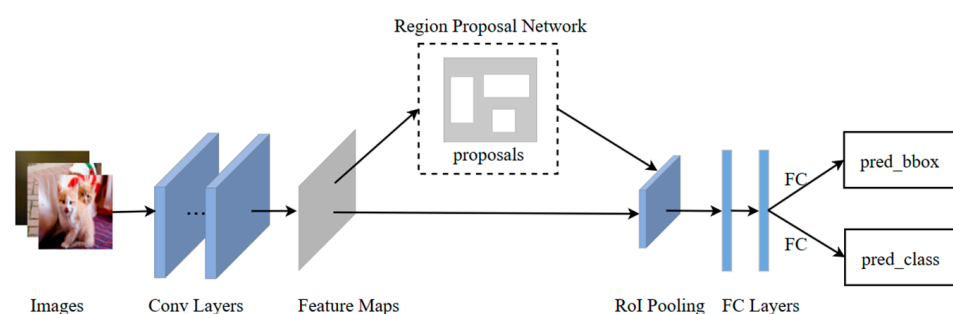 Region Proposal Network
proposals
...
FC
pred_bbox
FC
pred_class
Images
Conv Layers
Feature Maps
RoI Pooling
FC Layers